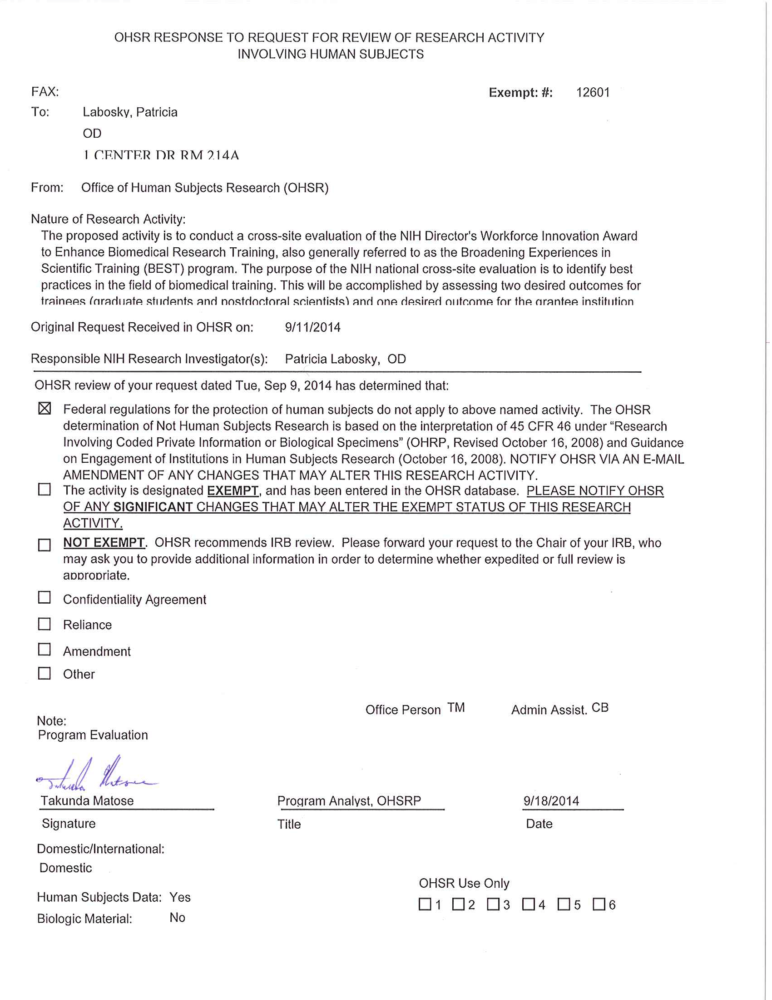 OHSR RESPONSE TO REQUEST FOR REVIEW OF RESEARCH ACTIVITY
INVOLVING HUMAN SUBJECTS
FAX:
Exempt: #: 12601
To: Labosky, Patricia
OD
1 CENTER DR RM 214A
From: Office of Human Subjects Research (OHSR)
Nature of Research Activity:
The proposed activity is to conduct a cross-site evaluation of the NIH Director's Workforce Innovation Award
to Enhance Biomedical Research Training, also generally referred to as the Broadening Experiences in
Scientific Training (BEST) program. The purpose of the NIH national cross-site evaluation is to identify best
practices in the field of biomedical training. This will be accomplished by assessing two desired outcomes for
trainees (graduate students and postdoctoral scientists) and one desired outcome for the grantee institution
Original Request Received in OHSR on: 9/11/2014
Responsible NIH Research Investigator(s): Patricia Labosky, OD
OHSR review of your request dated Tue, Sep 9, 2014 has determined that:
☒ Federal regulations for the protection of human subjects do not apply to above named activity. The OHSR
determination of Not Human Subjects Research is based on the interpretation of 45 CFR 46 under “Research
Involving Coded Private Information or Biological Specimens” (OHRP, Revised October 16, 2008) and Guidance
on Engagement of Institutions in Human Subjects Research (October 16, 2008). NOTIFY OHSR VIA AN E-MAIL
AMENDMENT OF ANY CHANGES THAT MAY ALTER THIS RESEARCH ACTIVITY.
☐ The activity is designated EXEMPT, and has been entered in the OHSR database. PLEASE NOTIFY OHSR
OF ANY SIGNIFICANT CHANGES THAT MAY ALTER THE EXEMPT STATUS OF THIS RESEARCH
ACTIVITY.
☐ NOT EXEMPT. OHSR recommends IRB review. Please forward your request to the Chair of your IRB, who
may ask you to provide additional information in order to determine whether expedited or full review is
appropriate.
☐ Confidentiality Agreement
☐ Reliance
☐ Amendment
☐ Other
Office Person TM Admin Assist. CB
Note:
Program Evaluation
Takunda Matose
Takunda Matose Program Analyst, OHSRP 9/18/2014
Signature Title Date
Domestic/International:
Domestic
OHSR Use Only
Human Subjects Data: Yes
☐ 1 ☐ 2 ☐ 3 ☐ 4 ☐ 5 ☐ 6
Biologic Material: No